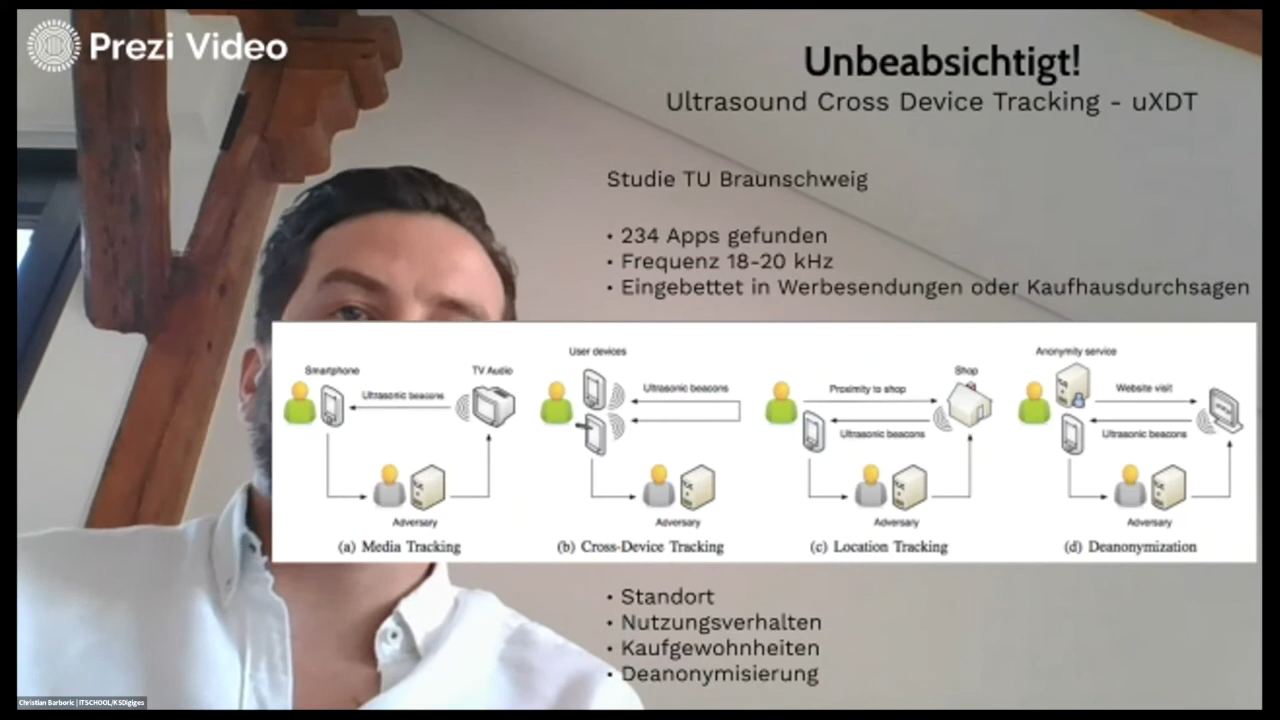 Prezi Video
Unbeabsichtigt!
Ultrasound Cross Device Tracking - uXDT
Studie TU Braunschweig
• 234 Apps gefunden
• Frequenz 18-20 kHz
• Eingebettet in Werbesendungen oder Kaufhausdurchsagen
Smartphone
TV Audio
Ultrasonic beacons
Adversary
(a) Media Tracking
User devices
Ultrasonic beacons
Adversary
(b) Cross-Device Tracking
Shop
Proximity to shop
Ultrasonic beacons
Adversary
(c) Location Tracking
Anonymity service
Website visit
Ultrasonic beacons
Adversary
(d) Deanonymization
• Standort
• Nutzungsverhalten
• Kaufgewohnheiten
• Deanonymisierung
Christian Barboric | ITSCHOOL/KSDigiges